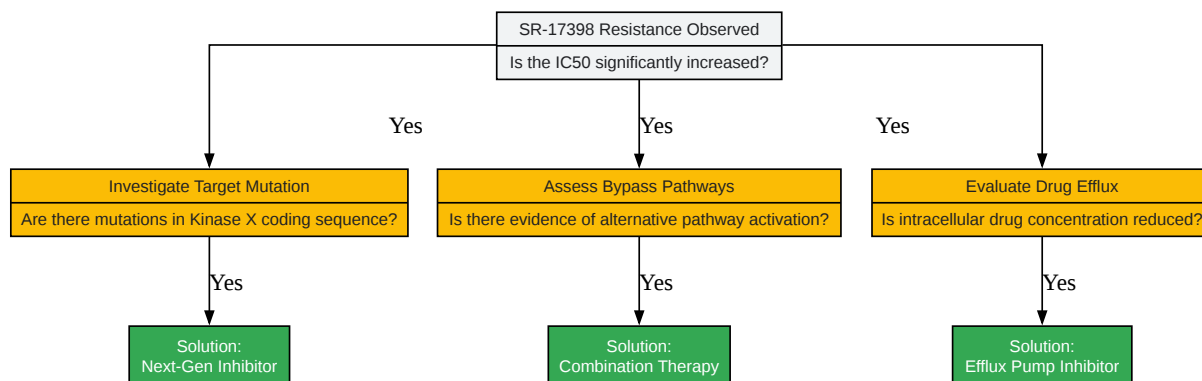 SR-17398 Resistance Observed
Is the IC50 significantly increased?
Yes
Yes
Yes
Investigate Target Mutation
Are there mutations in Kinase X coding sequence?
Assess Bypass Pathways
Is there evidence of alternative pathway activation?
Evaluate Drug Efflux
Is intracellular drug concentration reduced?
Yes
Yes
Yes
Solution:
Next-Gen Inhibitor
Solution:
Combination Therapy
Solution:
Efflux Pump Inhibitor